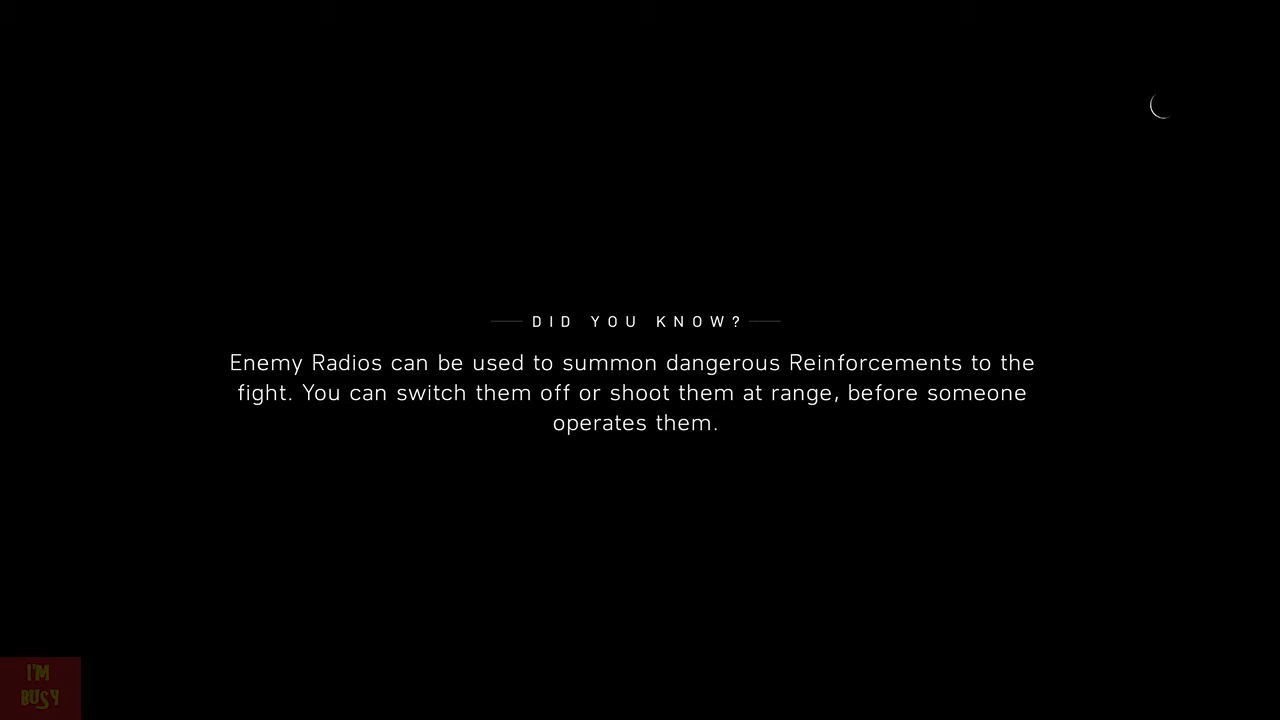 DID YOU KNOW?
Enemy Radios can be used to summon dangerous Reinforcements to the
fight. You can switch them off or shoot them at range, before someone
operates them.
I'M
BUSY